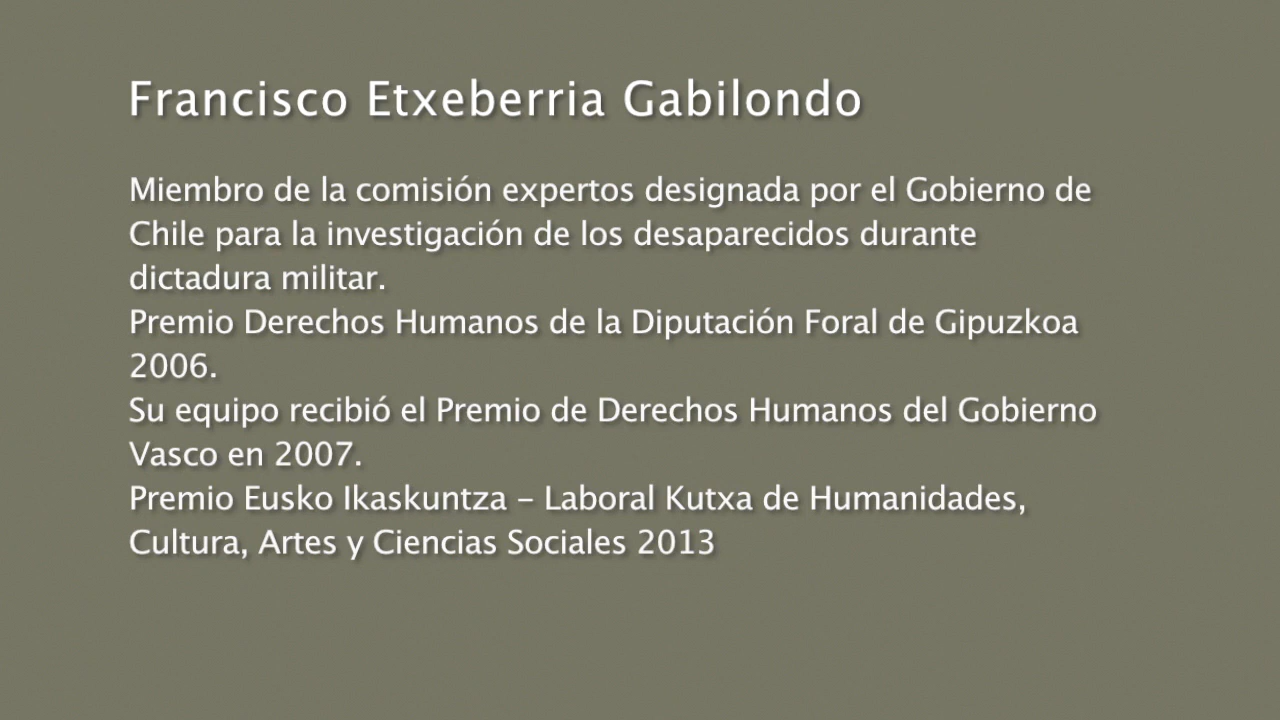 Francisco Etxeberria Gabilondo
Miembro de la comisión expertos designada por el Gobierno de
Chile para la investigación de los desaparecidos durante
dictadura militar.
Premio Derechos Humanos de la Diputación Foral de Gipuzkoa
2006.
Su equipo recibió el Premio de Derechos Humanos del Gobierno
Vasco en 2007.
Premio Eusko Ikaskuntza – Laboral Kutxa de Humanidades,
Cultura, Artes y Ciencias Sociales 2013